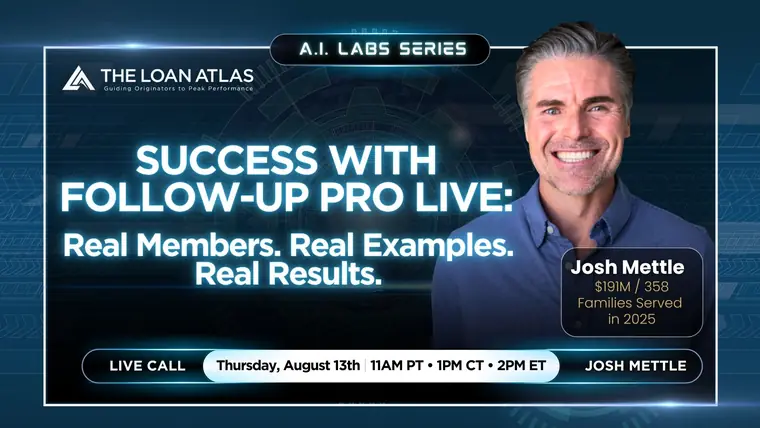 A.I. LABS SERIES
THE LOAN ATLAS
Guiding Originators to Peak Performance
SUCCESS WITH
FOLLOW-UP PRO LIVE:
Real Members. Real Examples.
Real Results.
Josh Mettle
$191M / 358
Families Served
in 2025
LIVE CALL
Thursday, August 13th | 11AM PT • 1PM CT • 2PM ET
JOSH METTLE